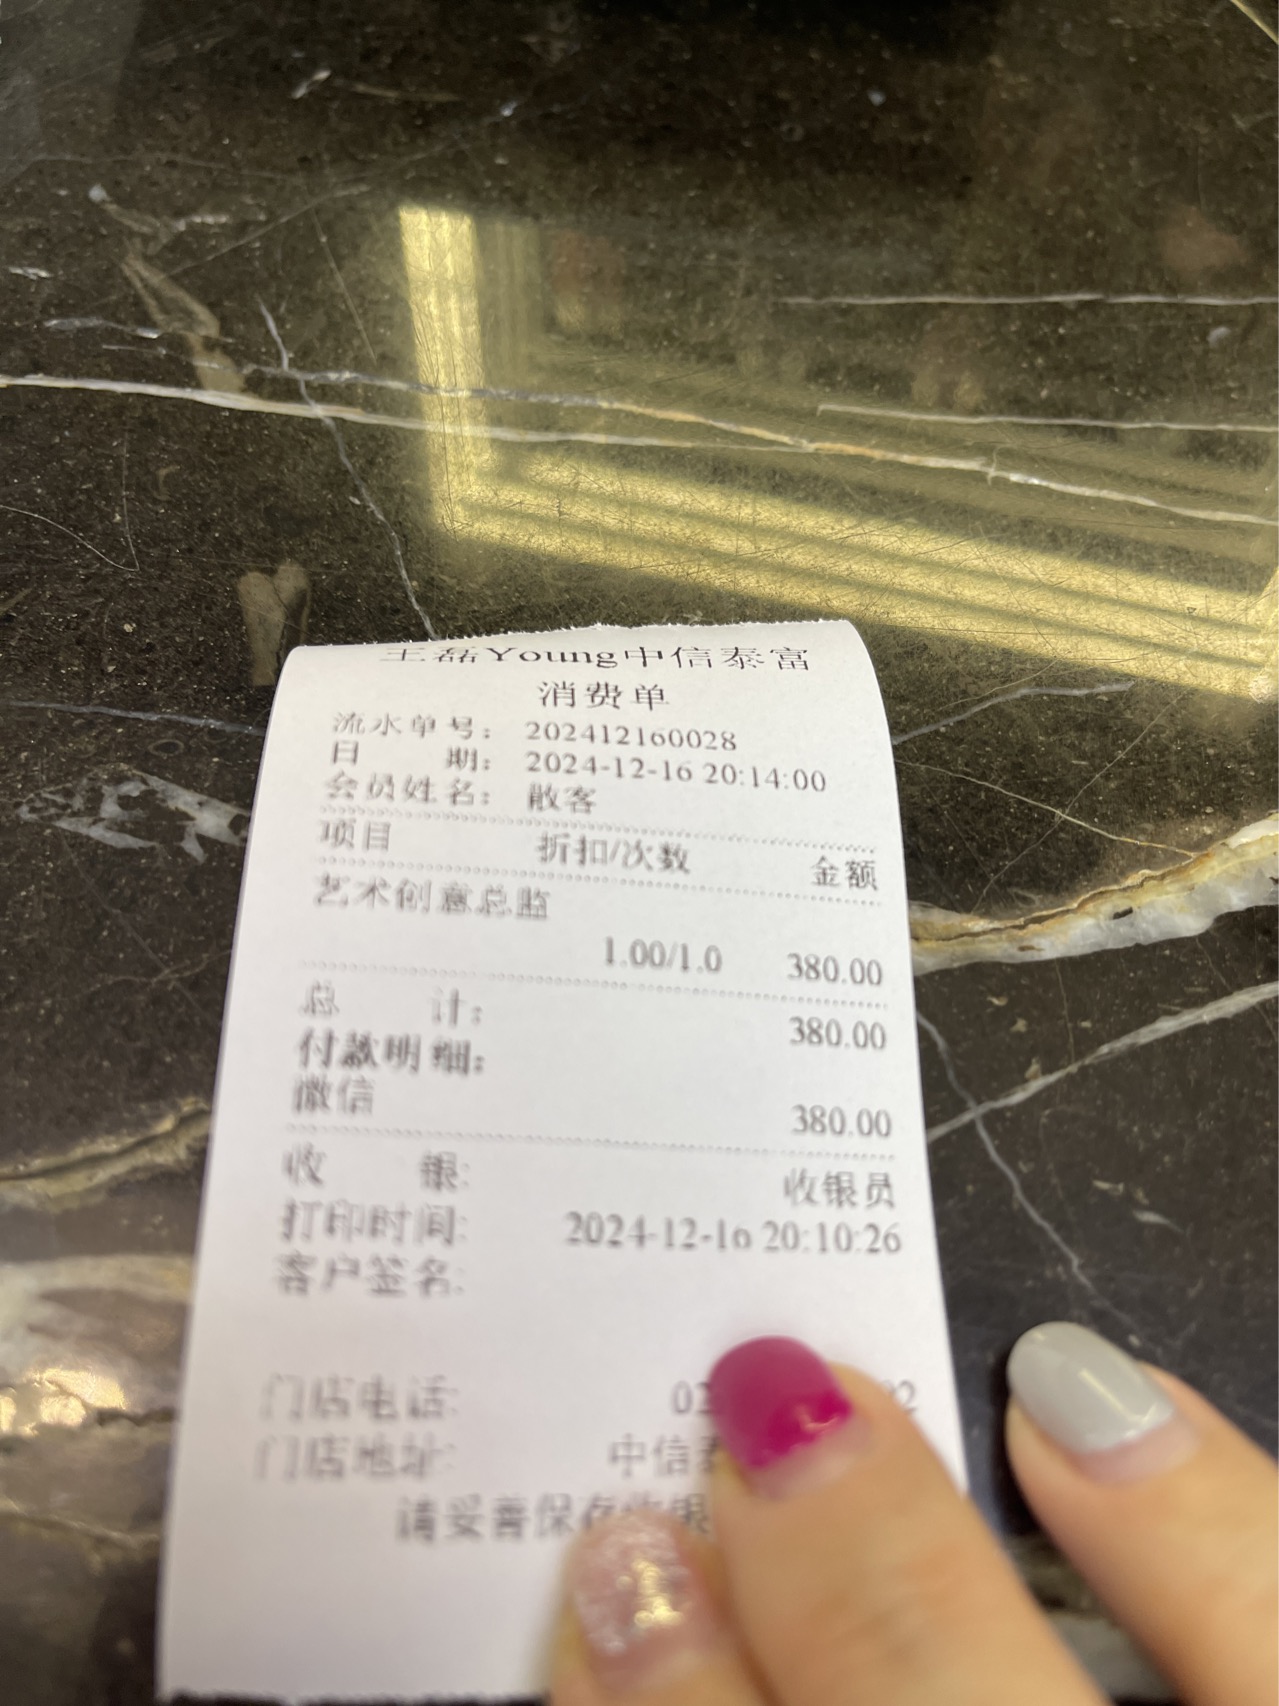 王磊Young中信泰富
消费单
流水单号: 202412160028
日 期: 2024-12-16 20:14:00
会员姓名: 散客
项目 折扣/次数 金额
艺术创意总监
1.00/1.0 380.00
总 计: 380.00
付款明细:
微信 380.00
收 银: 收银员
打印时间: 2024-12-16 20:10:26
客户签名:
门店电话: 02
门店地址: 中信泰
请妥善保存收银